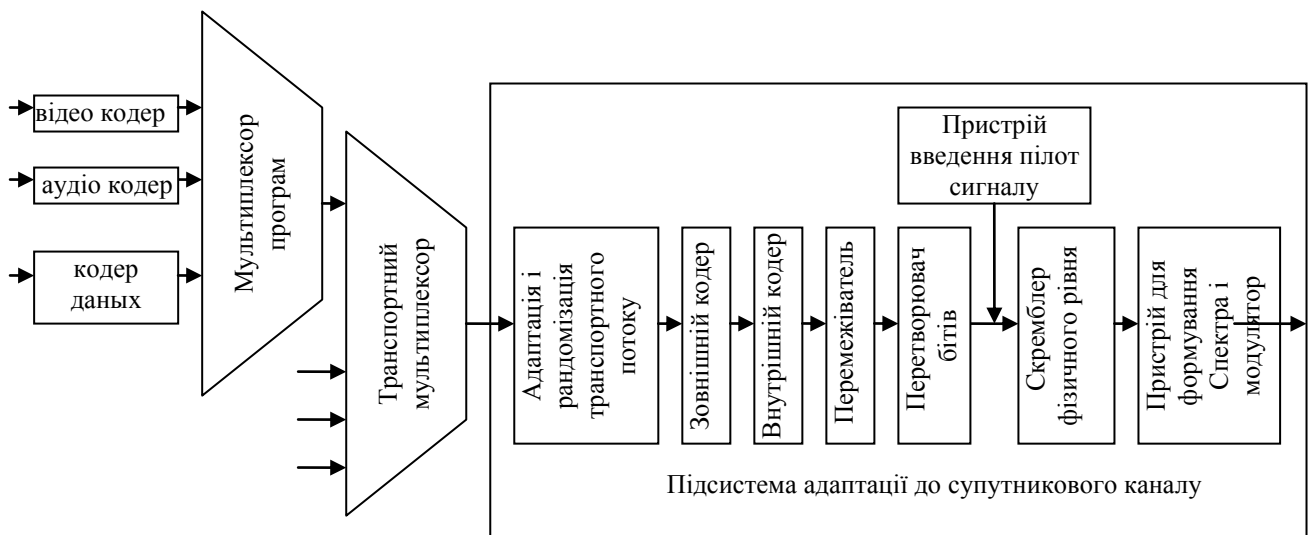 відео кодер
аудіо кодер
кодер
даных
Мультиплексор
програм
Транспортний
мультиплексор
Пристрій
введення пілот
сигналу
Адаптація і
рандомізація
транспортного
потоку
Зовнішній кодер
Внутрішній кодер
Перемежіватель
Перетворювач
бітів
Скремблер
фізичного рівня
Пристрій для
формування
Спектра і
модулятор
Підсистема адаптації до супутникового каналу